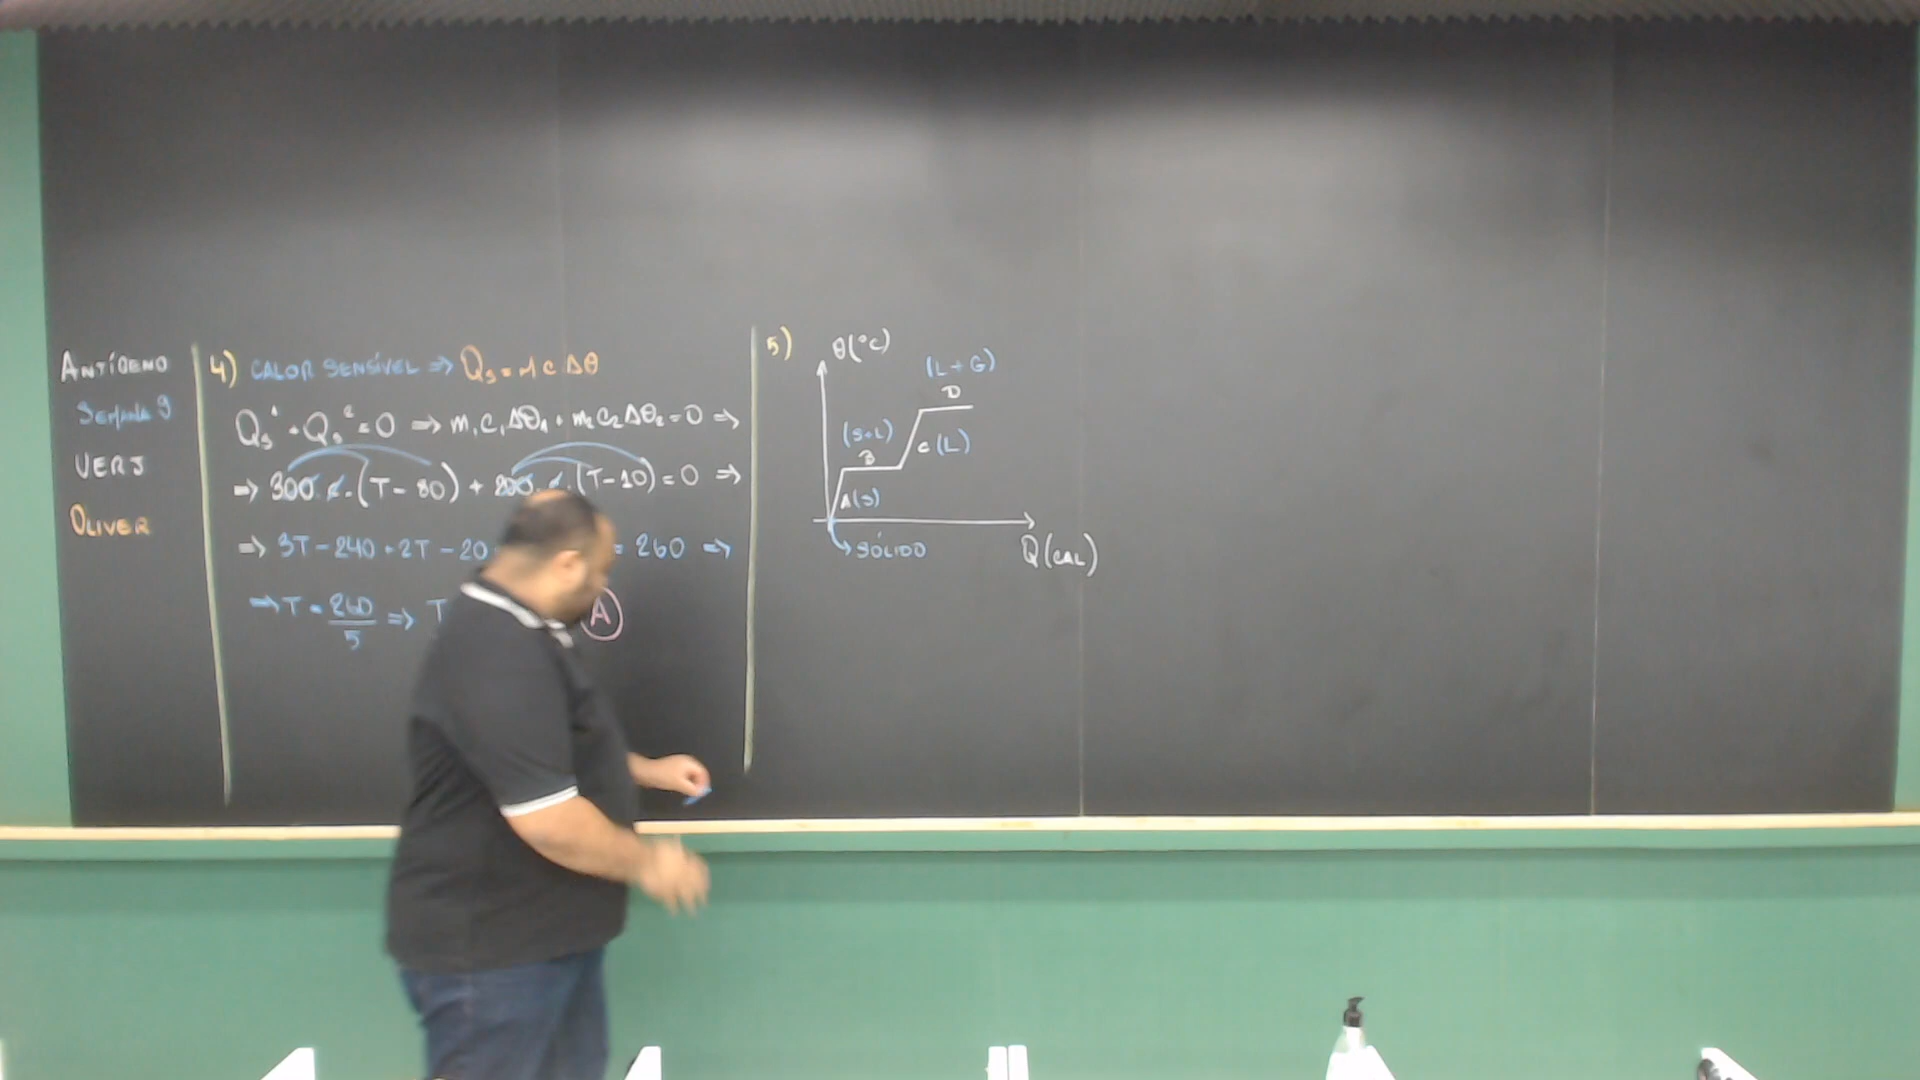 ANTÍGENO
SEMANA 9
UERJ
OLIVER
4) CALOR SENSÍVEL ⇒ Qs = M C Δθ
Qs¹ + Qs² = 0 ⇒ m₁C₁Δθ₁ + m₂C₂Δθ₂ = 0 ⇒
⇒ 300.c.(T - 80) + 200.c.(T - 10) = 0 ⇒
⇒ 3T - 240 + 2T - 20 = 260 ⇒
⇒ T = 260/5 ⇒ T
A
5)
θ(°C)
(L + G)
D
(S+L)
B
C (L)
A (S)
SÓLIDO
Q (CAL)